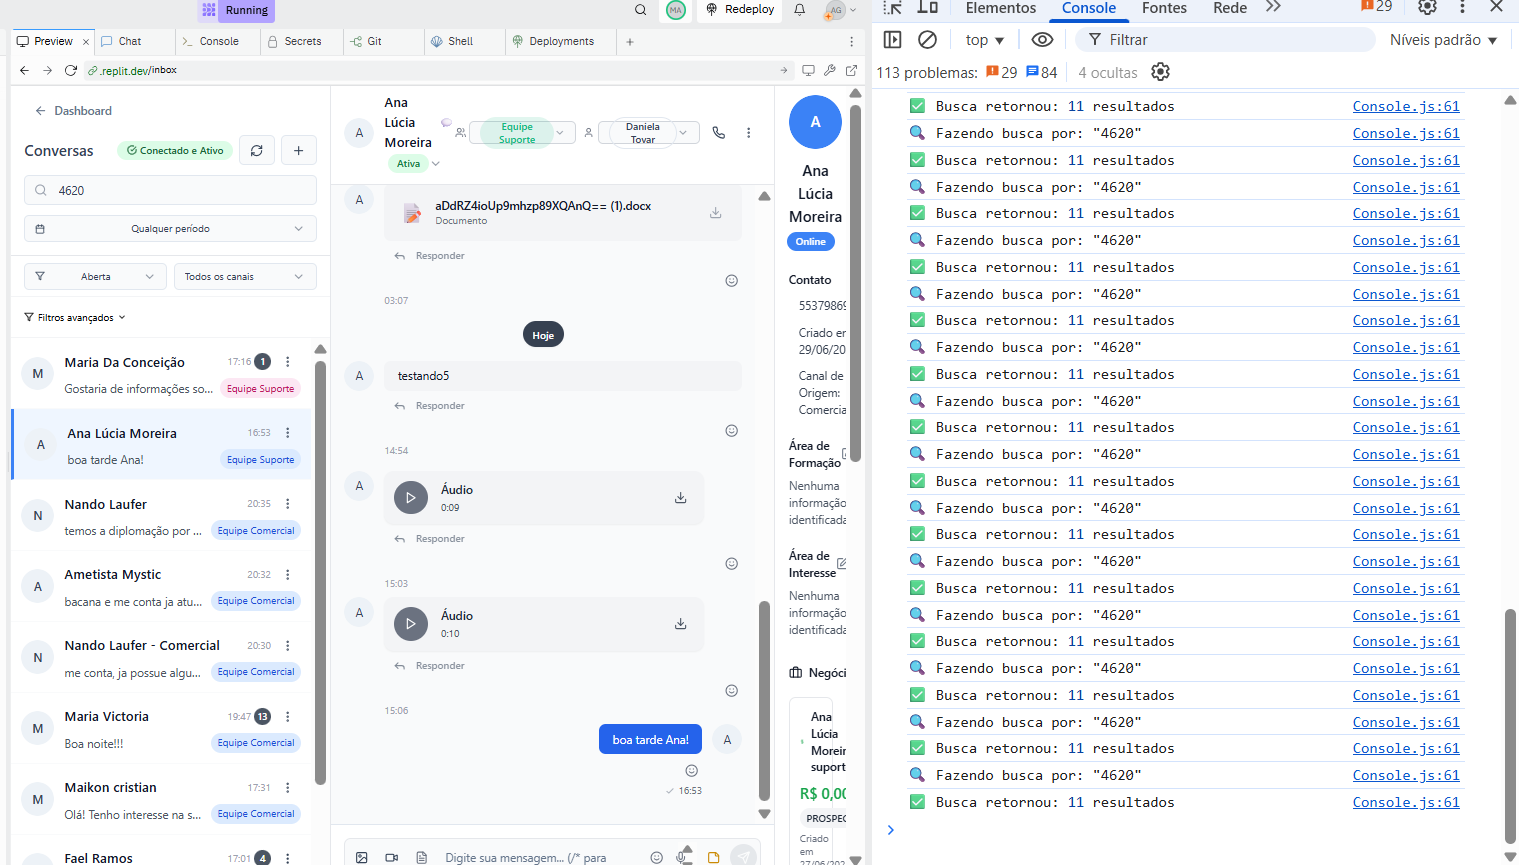 Running
MA
Redeploy
AG
Preview
Chat
Console
Secrets
Git
Shell
Deployments
.replit.dev/inbox
Dashboard
Conversas
Conectado e Ativo
4620
Qualquer período
Aberta
Todos os canais
Filtros avançados
M
Maria Da Conceição
17:16
1
Gostaria de informações so...
Equipe Suporte
A
Ana Lúcia Moreira
16:53
boa tarde Ana!
Equipe Suporte
N
Nando Laufer
20:35
temos a diplomação por ...
Equipe Comercial
A
Ametista Mystic
20:32
bacana e me conta ja atu...
Equipe Comercial
N
Nando Laufer - Comercial
20:30
me conta, ja possue algu...
Equipe Comercial
M
Maria Victoria
19:47
13
Boa noite!!!
Equipe Comercial
M
Maikon cristian
17:31
Olá! Tenho interesse na s...
Equipe Comercial
Fael Ramos
17:01
4
A
Ana
Lúcia
Moreira
Ativa
Equipe
Suporte
Daniela
Tovar
A
aDdRZ4ioUp9mhzp89XQAnQ== (1).docx
Documento
Responder
03:07
Hoje
A
testando5
Responder
14:54
A
Áudio
0:09
Responder
15:03
A
Áudio
0:10
Responder
15:06
boa tarde Ana!
A
16:53
Digite sua mensagem... (/* para
A
Ana
Lúcia
Moreira
Online
Contato
55379869
Criado em
29/06/20
Canal de
Origem:
Comercia
Área de
Formação
Nenhuma
informação
identificada
Área de
Interesse
Nenhuma
informação
identificada
Negóci
Ana
Lúcia
Moreir
suport
R$ 0,00
PROSPEC
Criado
em
27/06/202
Elementos
Console
Fontes
Rede
29
top
Filtrar
Níveis padrão
113 problemas:
29
84
4 ocultas
Busca retornou: 11 resultados Console.js:61
Fazendo busca por: "4620" Console.js:61
Busca retornou: 11 resultados Console.js:61
Fazendo busca por: "4620" Console.js:61
Busca retornou: 11 resultados Console.js:61
Fazendo busca por: "4620" Console.js:61
Busca retornou: 11 resultados Console.js:61
Fazendo busca por: "4620" Console.js:61
Busca retornou: 11 resultados Console.js:61
Fazendo busca por: "4620" Console.js:61
Busca retornou: 11 resultados Console.js:61
Fazendo busca por: "4620" Console.js:61
Busca retornou: 11 resultados Console.js:61
Fazendo busca por: "4620" Console.js:61
Busca retornou: 11 resultados Console.js:61
Fazendo busca por: "4620" Console.js:61
Busca retornou: 11 resultados Console.js:61
Fazendo busca por: "4620" Console.js:61
Busca retornou: 11 resultados Console.js:61
Fazendo busca por: "4620" Console.js:61
Busca retornou: 11 resultados Console.js:61
Fazendo busca por: "4620" Console.js:61
Busca retornou: 11 resultados Console.js:61
Fazendo busca por: "4620" Console.js:61
Busca retornou: 11 resultados Console.js:61
Fazendo busca por: "4620" Console.js:61
Busca retornou: 11 resultados Console.js:61